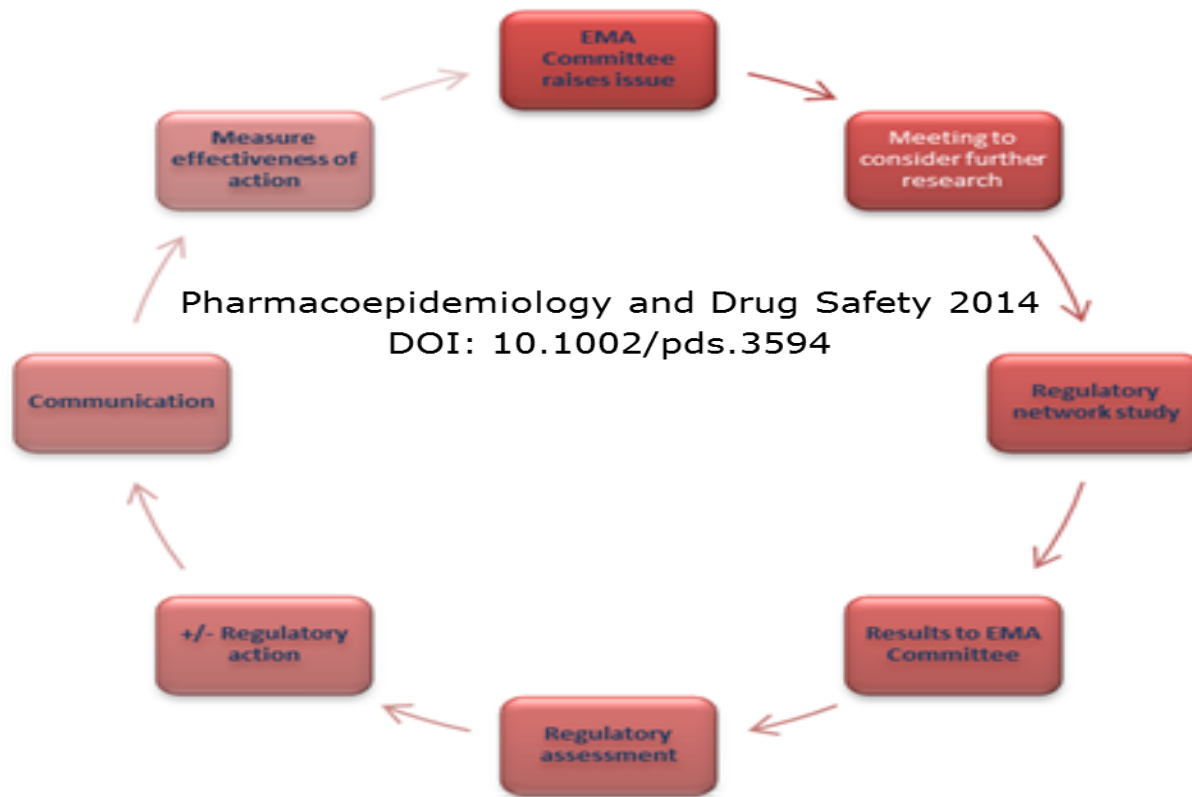 EMA
Committee
raises issue
Meeting to
consider further
research
Regulatory
network study
Results to EMA
Committee
Regulatory
assessment
+/- Regulatory
action
Communication
Measure
effectiveness of
action
Pharmacoepidemiology and Drug Safety 2014
DOI: 10.1002/pds.3594